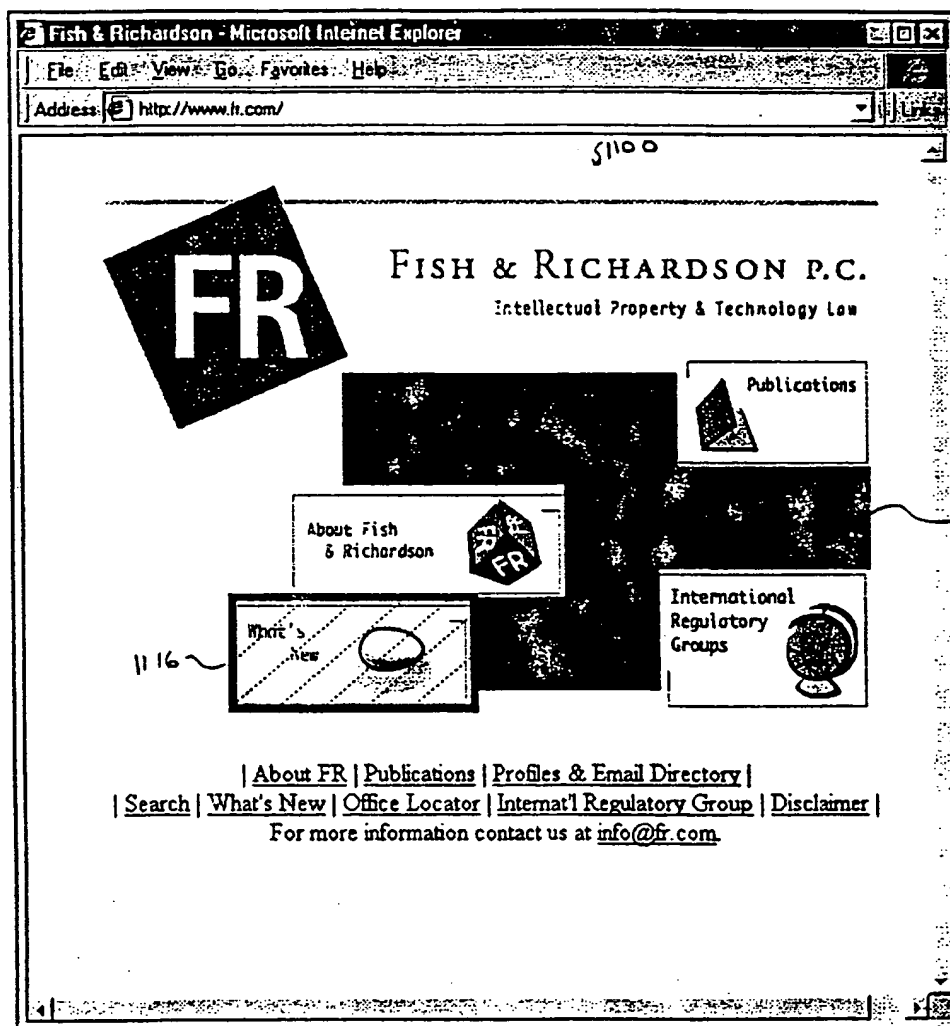 Fish & Richardson - Microsoft Internet Explorer
File Edit View Go Favorites Help
Address http://www.fr.com/ Links
51100
FR
FISH & RICHARDSON P.C.
Intellectual Property & Technology Law
Publications
About Fish
& Richardson
FR FR FR
International
Regulatory
Groups
What's
New
1116
| About FR | Publications | Profiles & Email Directory |
| Search | What's New | Office Locator | Internat'l Regulatory Group | Disclaimer |
For more information contact us at info@fr.com.